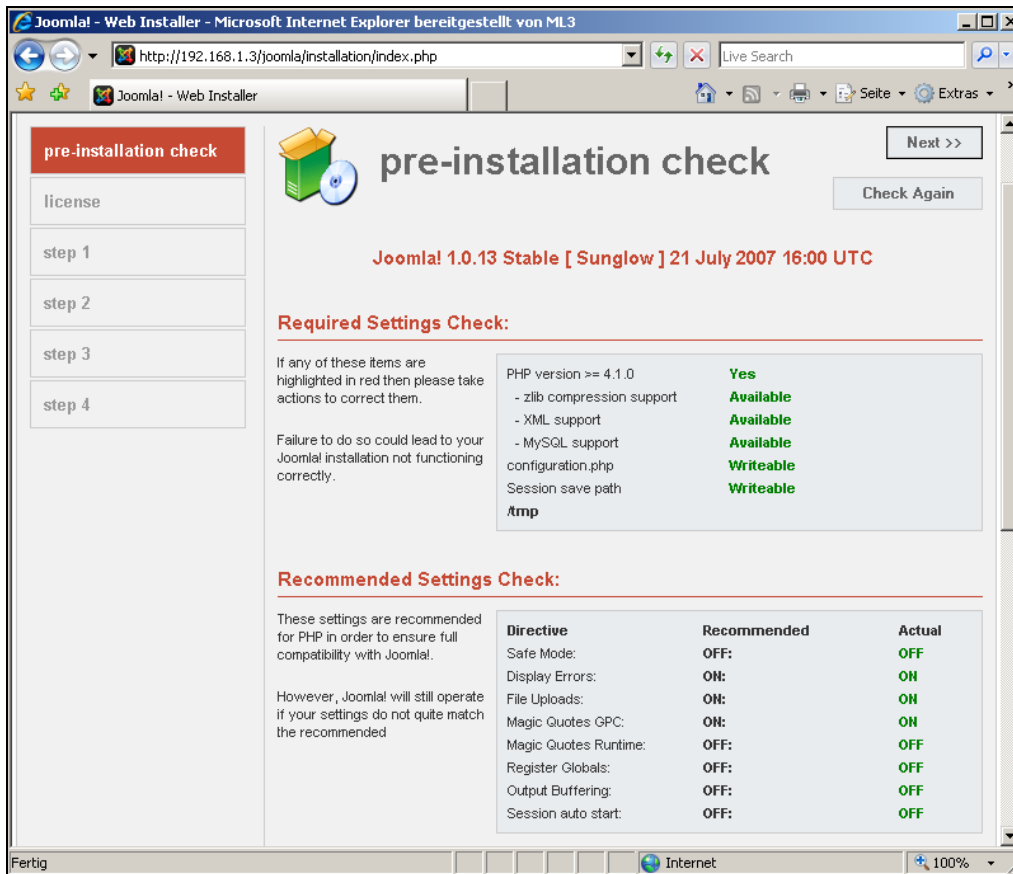 Joomla! - Web Installer - Microsoft Internet Explorer bereitgestellt von ML3
http://192.168.1.3/joomla/installation/index.php
Live Search
Joomla! - Web Installer
Seite
Extras
pre-installation check
license
step 1
step 2
step 3
step 4
pre-installation check
Next >>
Check Again
Joomla! 1.0.13 Stable [ Sunglow ] 21 July 2007 16:00 UTC
Required Settings Check:
If any of these items are
highlighted in red then please take
actions to correct them.
Failure to do so could lead to your
Joomla! installation not functioning
correctly.
PHP version >= 4.1.0 Yes
- zlib compression support Available
- XML support Available
- MySQL support Available
configuration.php Writeable
Session save path Writeable
/tmp
Recommended Settings Check:
These settings are recommended
for PHP in order to ensure full
compatibility with Joomla!.
However, Joomla! will still operate
if your settings do not quite match
the recommended
Directive Recommended Actual
Safe Mode: OFF: OFF
Display Errors: ON: ON
File Uploads: ON: ON
Magic Quotes GPC: ON: ON
Magic Quotes Runtime: OFF: OFF
Register Globals: OFF: OFF
Output Buffering: OFF: OFF
Session auto start: OFF: OFF
Fertig
Internet
100%